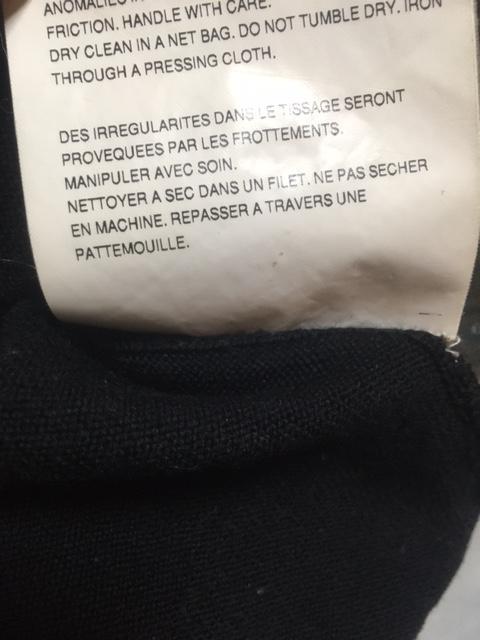 ANOMALIES IN
FRICTION. HANDLE WITH CARE.
DRY CLEAN IN A NET BAG. DO NOT TUMBLE DRY. IRON
THROUGH A PRESSING CLOTH.
DES IRREGULARITES DANS LE TISSAGE SERONT
PROVEQUEES PAR LES FROTTEMENTS.
MANIPULER AVEC SOIN.
NETTOYER A SEC DANS UN FILET. NE PAS SECHER
EN MACHINE. REPASSER A TRAVERS UNE
PATTEMOUILLE.